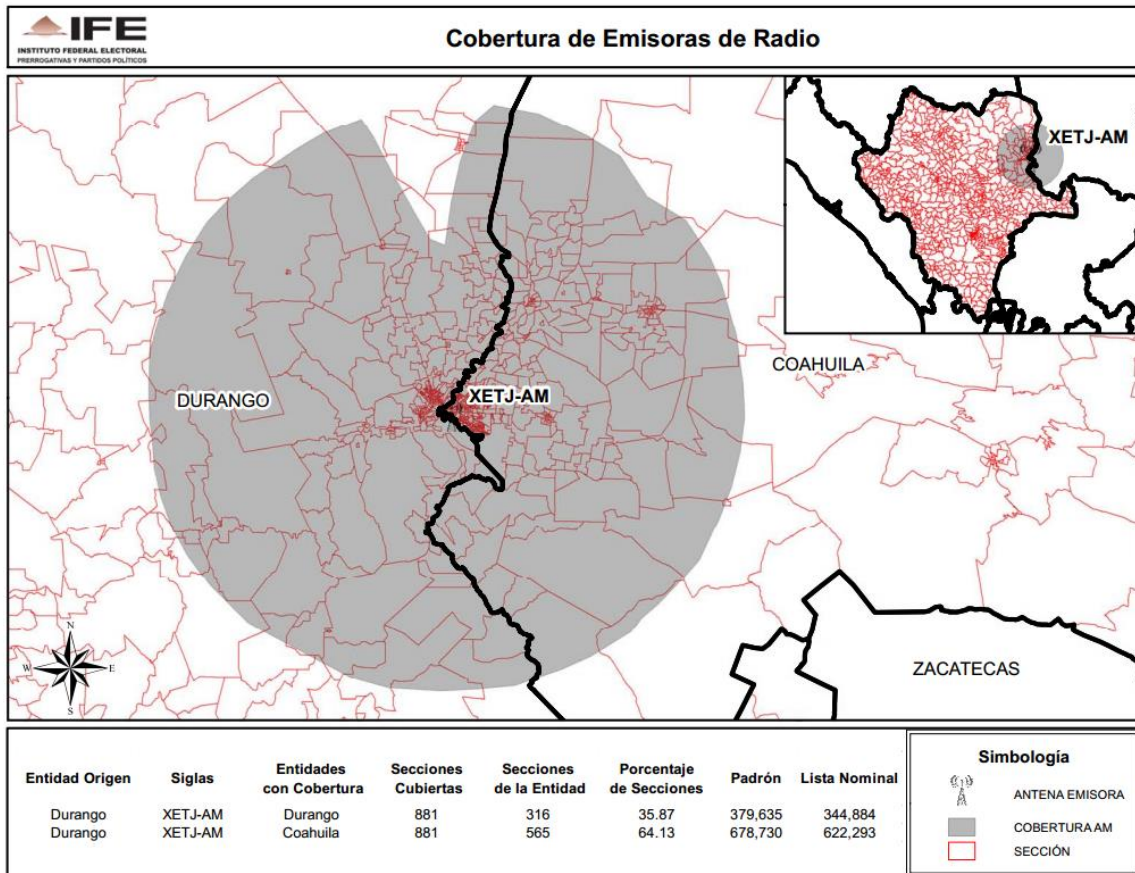 IFE
INSTITUTO FEDERAL ELECTORAL
PRERROGATIVAS Y PARTIDOS POLÍTICOS
Cobertura de Emisoras de Radio
XETJ-AM
COAHUILA
DURANGO
XETJ-AM
ZACATECAS
N
W E
S
Entidad Origen Siglas Entidades con Cobertura Secciones Cubiertas Secciones de la Entidad Porcentaje de Secciones Padrón Lista Nominal
Durango XETJ-AM Durango 881 316 35.87 379,635 344,884
Durango XETJ-AM Coahuila 881 565 64.13 678,730 622,293
Simbología
ANTENA EMISORA
COBERTURA AM
SECCIÓN